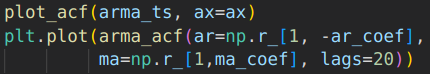 plot_acf(arma_ts, ax=ax)
plt.plot(arma_acf(ar=np.r_[1, -ar_coef],
ma=np.r_[1,ma_coef], lags=20))